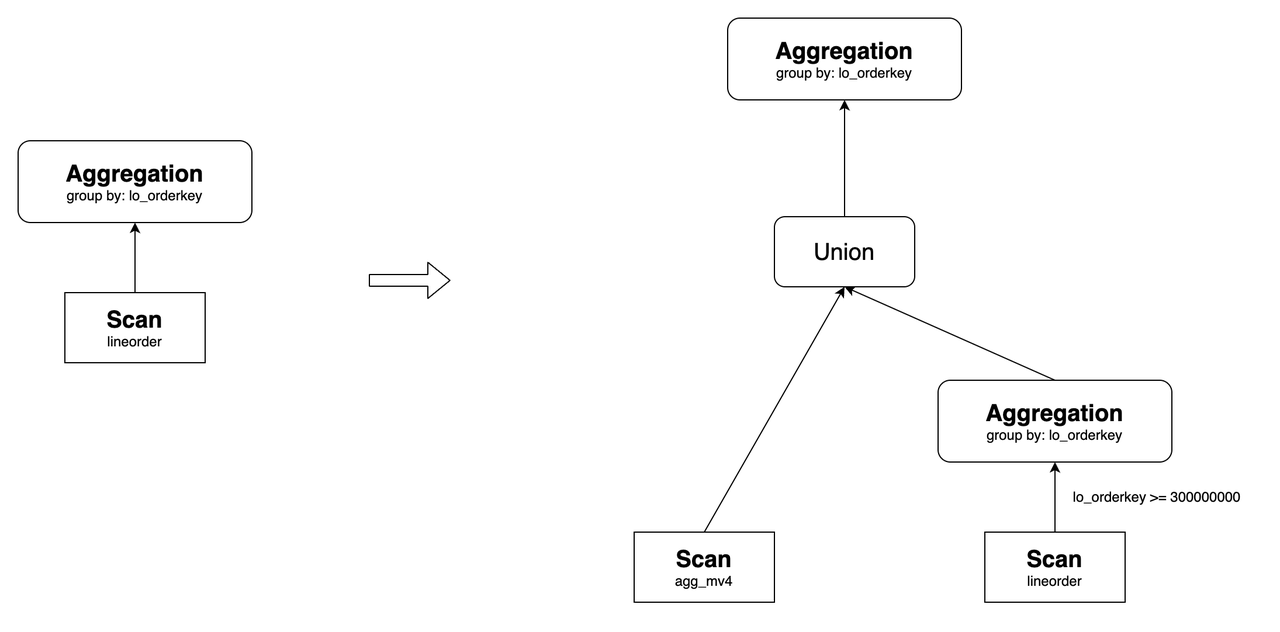 Aggregation
group by: lo_orderkey
Scan
lineorder
Aggregation
group by: lo_orderkey
Union
Aggregation
group by: lo_orderkey
lo_orderkey >= 300000000
Scan
agg_mv4
Scan
lineorder